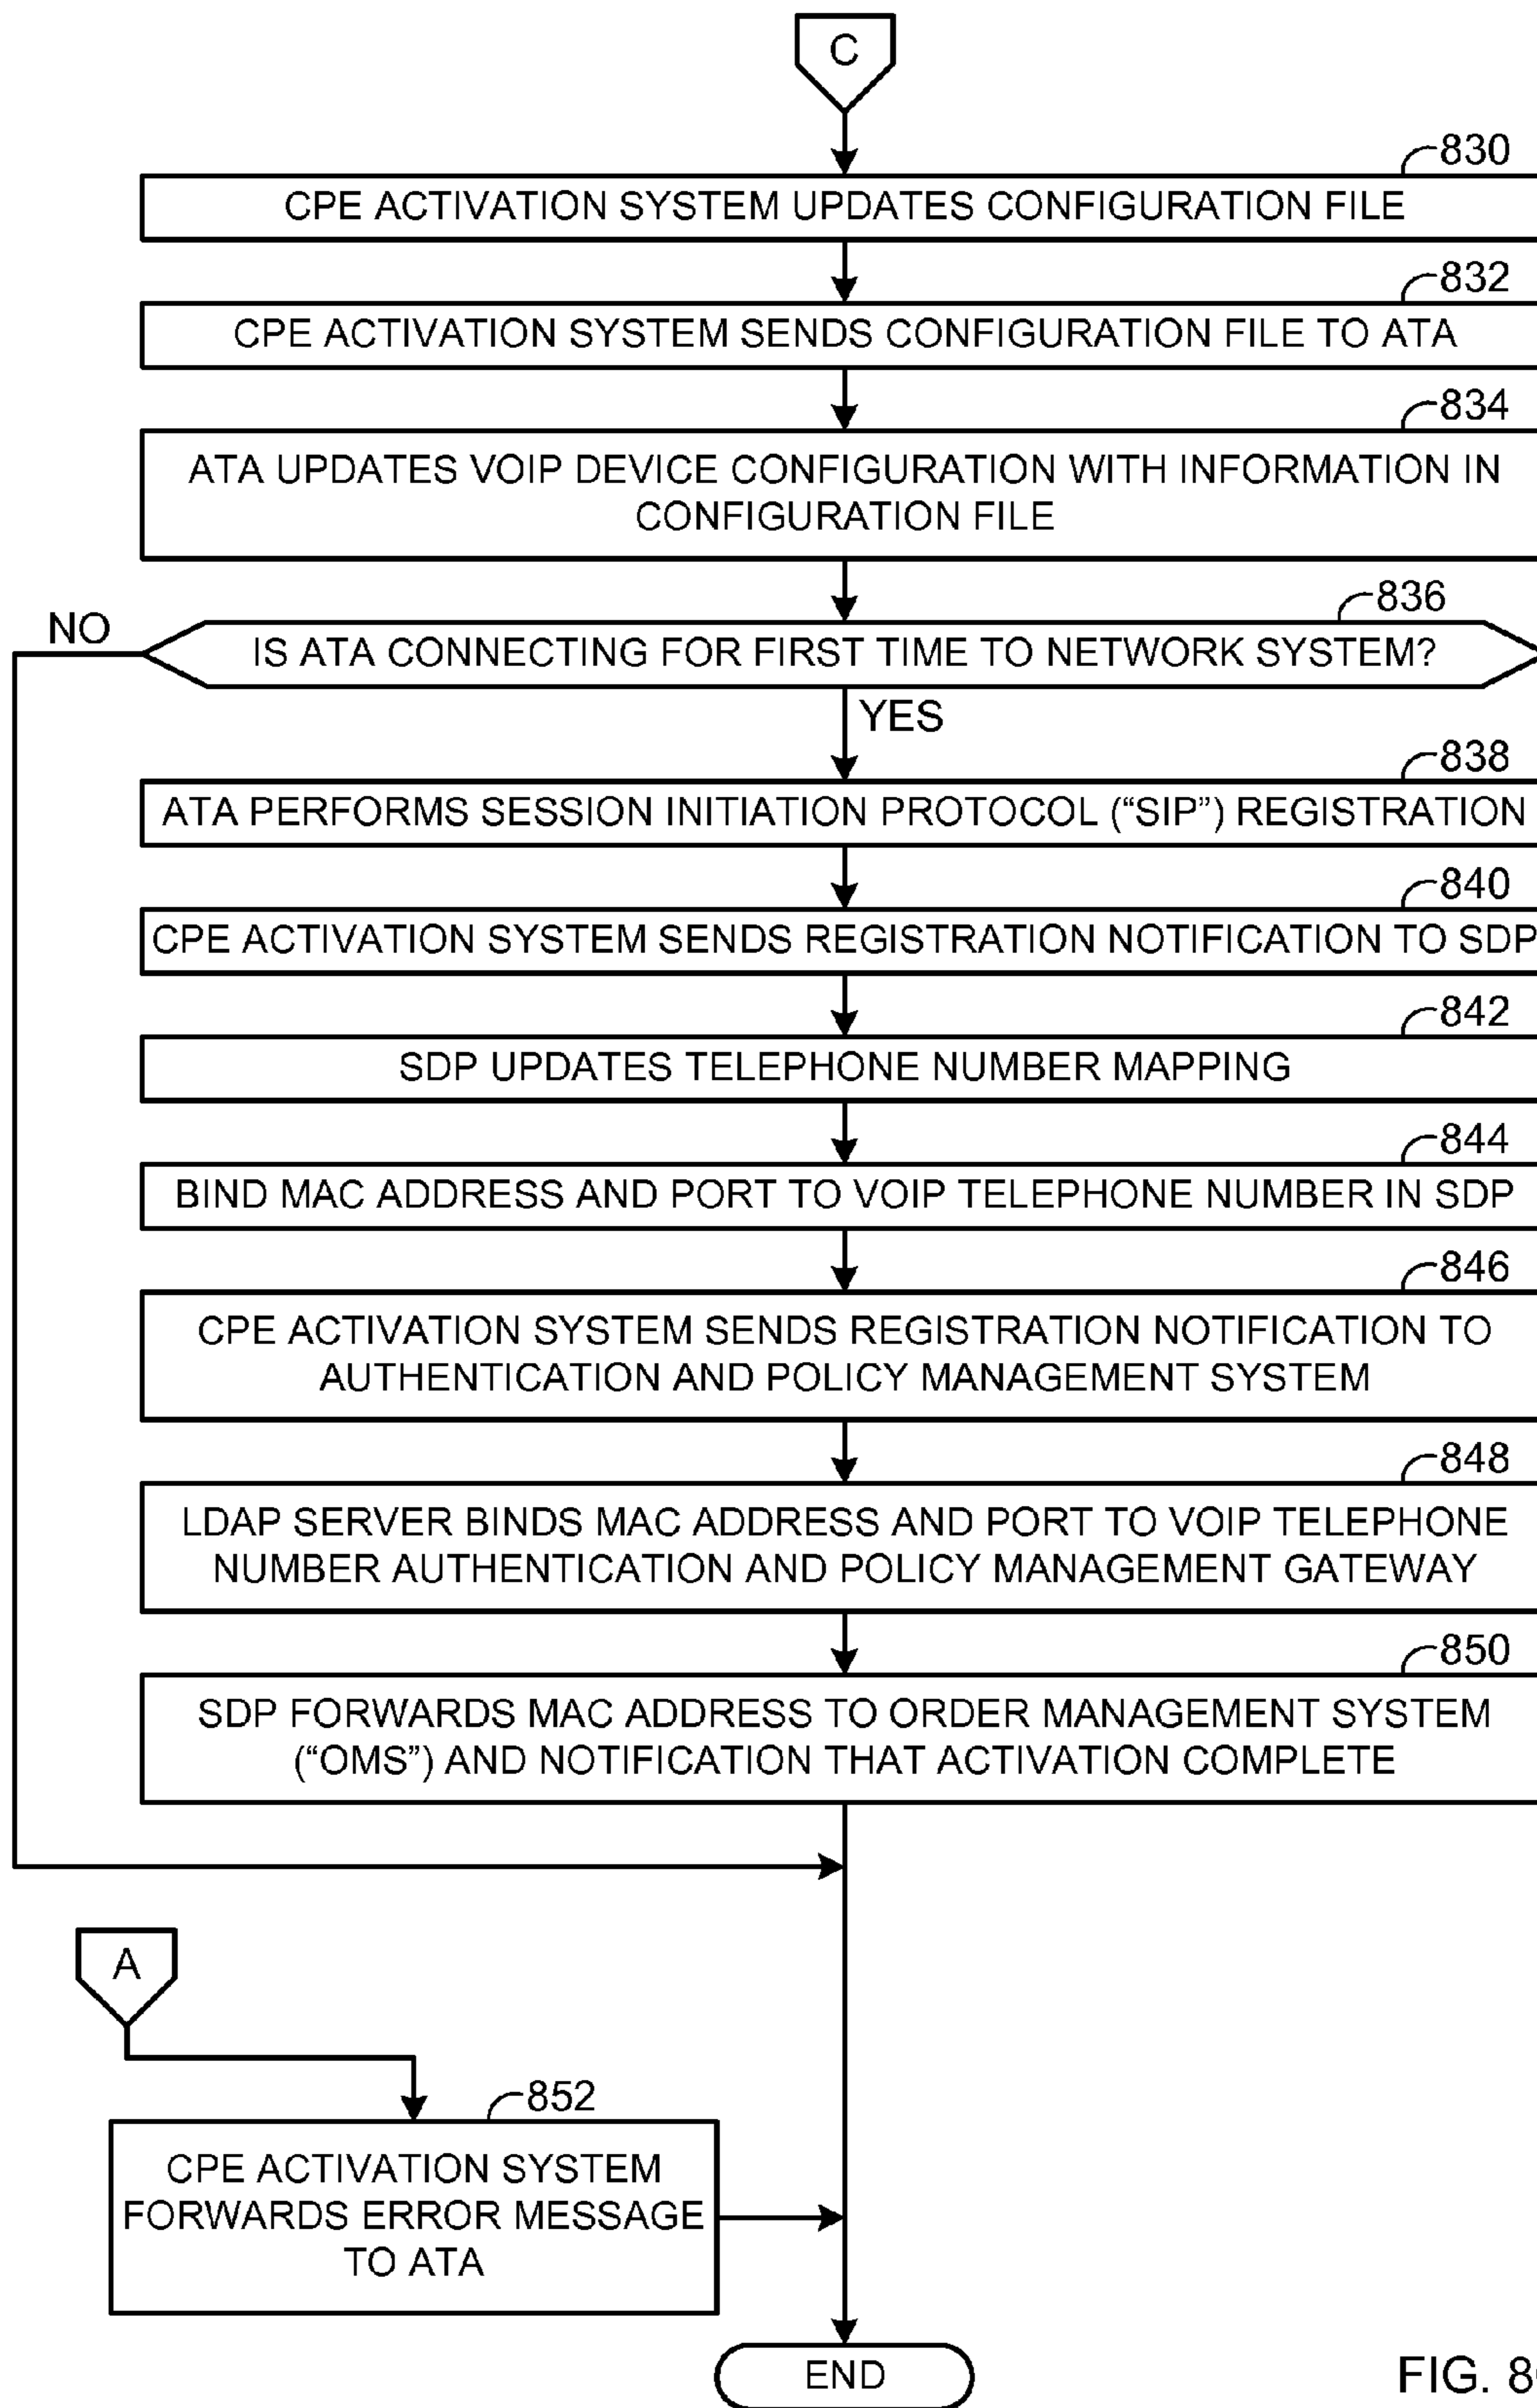 C
830
CPE ACTIVATION SYSTEM UPDATES CONFIGURATION FILE
832
CPE ACTIVATION SYSTEM SENDS CONFIGURATION FILE TO ATA
834
ATA UPDATES VOIP DEVICE CONFIGURATION WITH INFORMATION IN
CONFIGURATION FILE
836
NO
IS ATA CONNECTING FOR FIRST TIME TO NETWORK SYSTEM?
YES
838
ATA PERFORMS SESSION INITIATION PROTOCOL (“SIP”) REGISTRATION
840
CPE ACTIVATION SYSTEM SENDS REGISTRATION NOTIFICATION TO SDP
842
SDP UPDATES TELEPHONE NUMBER MAPPING
844
BIND MAC ADDRESS AND PORT TO VOIP TELEPHONE NUMBER IN SDP
846
CPE ACTIVATION SYSTEM SENDS REGISTRATION NOTIFICATION TO
AUTHENTICATION AND POLICY MANAGEMENT SYSTEM
848
LDAP SERVER BINDS MAC ADDRESS AND PORT TO VOIP TELEPHONE
NUMBER AUTHENTICATION AND POLICY MANAGEMENT GATEWAY
850
SDP FORWARDS MAC ADDRESS TO ORDER MANAGEMENT SYSTEM
(“OMS”) AND NOTIFICATION THAT ACTIVATION COMPLETE
A
852
CPE ACTIVATION SYSTEM
FORWARDS ERROR MESSAGE
TO ATA
END
FIG.